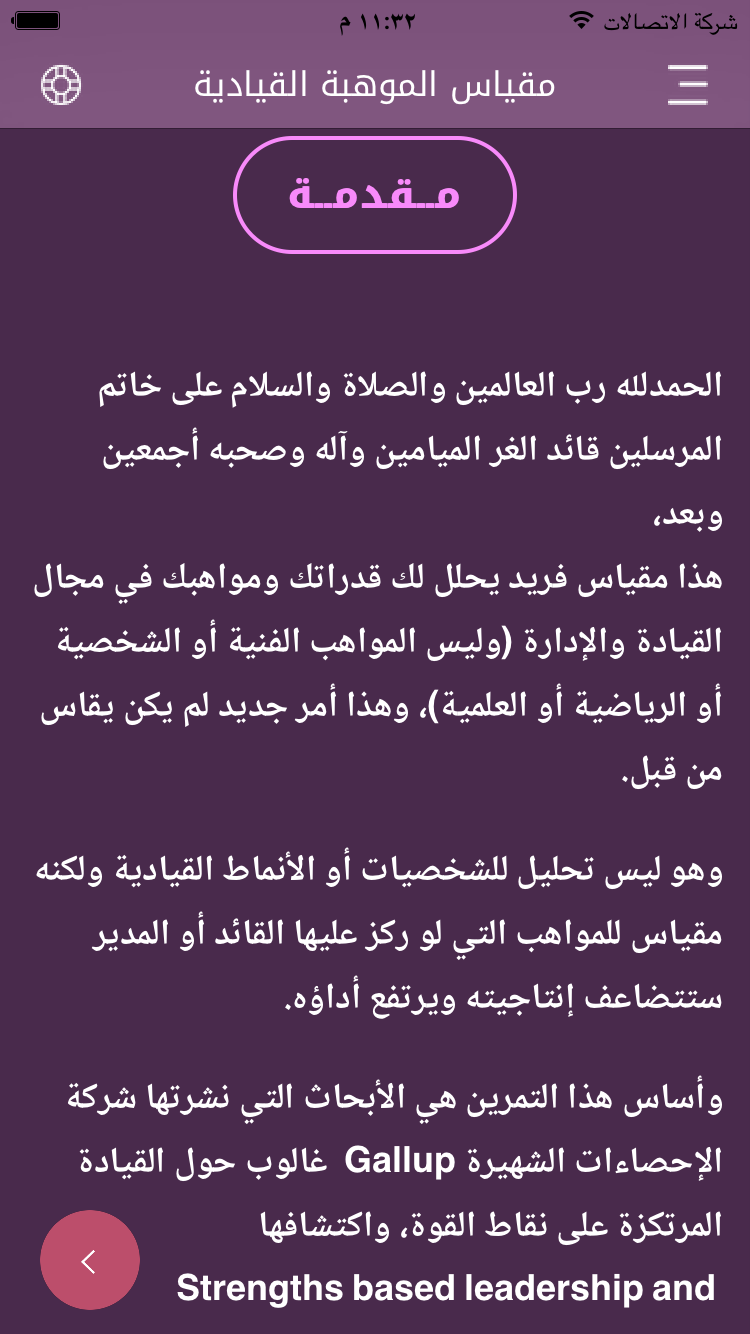 شركة الاتصالات
١١:٣٢ م
مقياس الموهبة القيادية
مـقدمـة
الحمدلله رب العالمين والصلاة والسلام على خاتم
المرسلين قائد الغر الميامين وآله وصحبه أجمعين
وبعد،
هذا مقياس فريد يحلل لك قدراتك ومواهبك في مجال
القيادة والإدارة (وليس المواهب الفنية أو الشخصية
أو الرياضية أو العلمية)، وهذا أمر جديد لم يكن يقاس
من قبل.
وهو ليس تحليل للشخصيات أو الأنماط القيادية ولكنه
مقياس للمواهب التي لو ركز عليها القائد أو المدير
ستتضاعف إنتاجيته ويرتفع أداؤه.
وأساس هذا التمرين هي الأبحاث التي نشرتها شركة
الإحصاءات الشهيرة Gallup غالوب حول القيادة
المرتكزة على نقاط القوة، واكتشافها
Strengths based leadership and